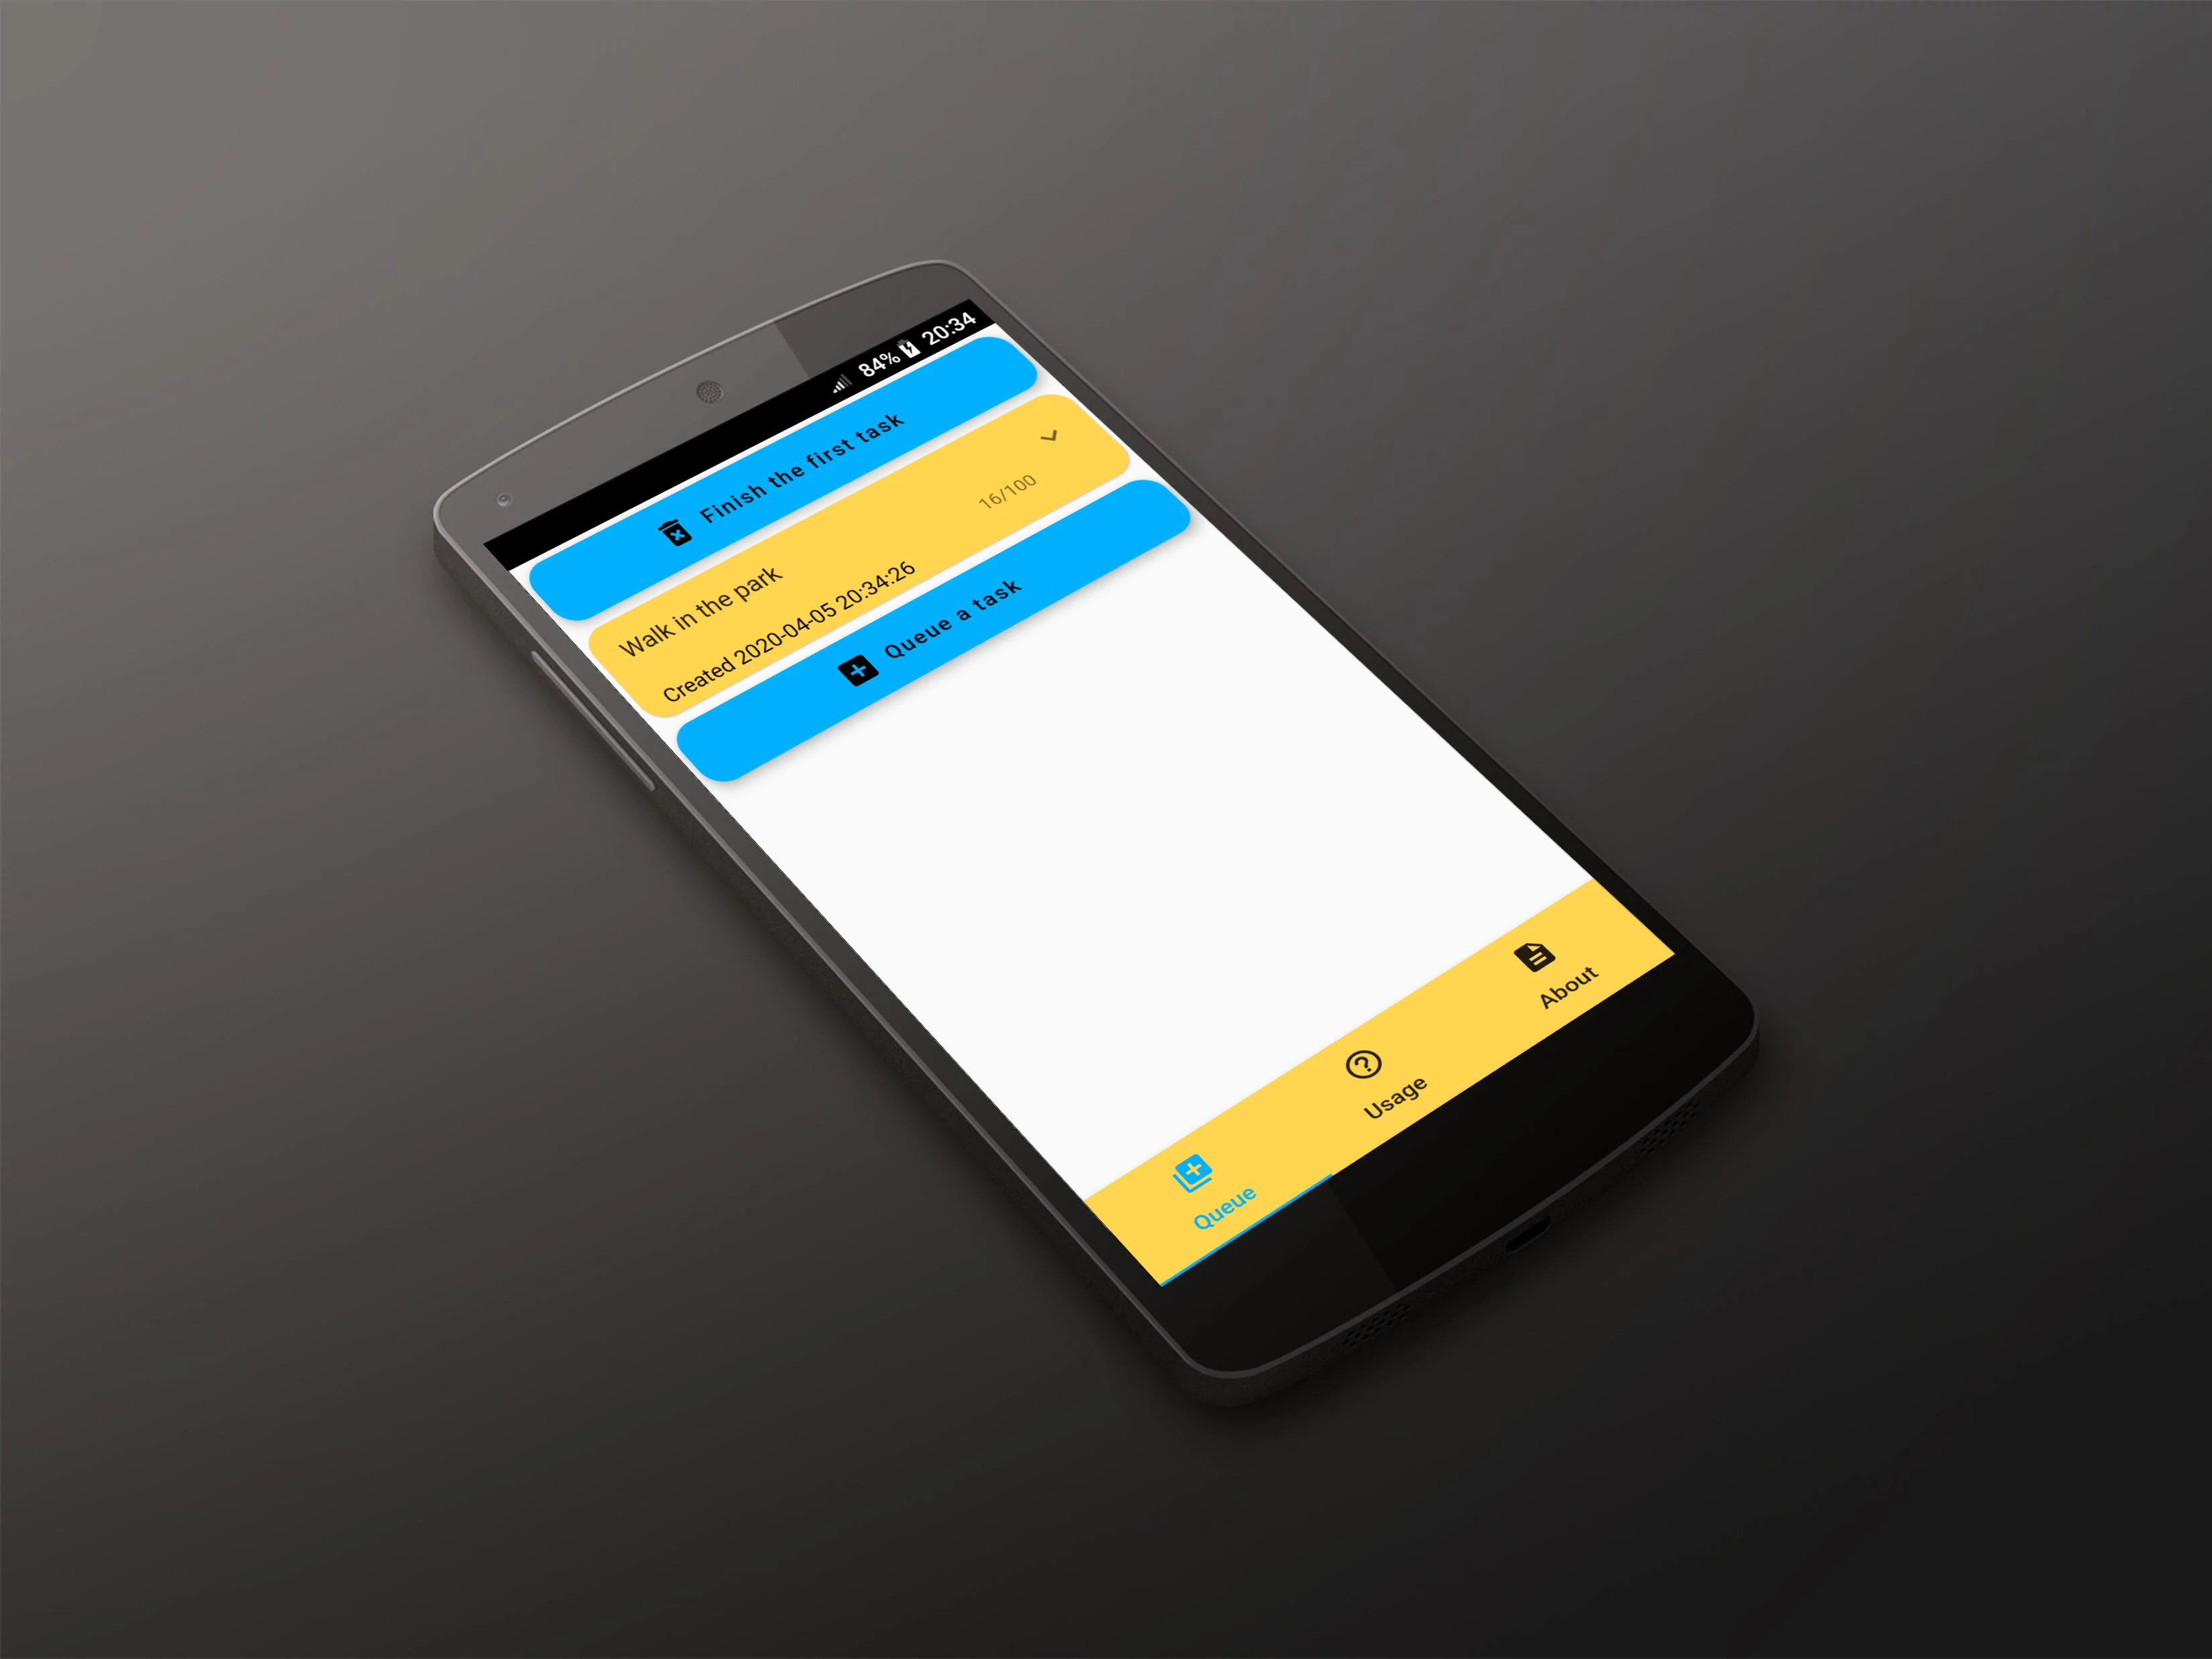 84% 20:34
Finish the first task
Walk in the park
16/100
Created 2020-04-05 20:34:26
Queue a task
Queue
Usage
About